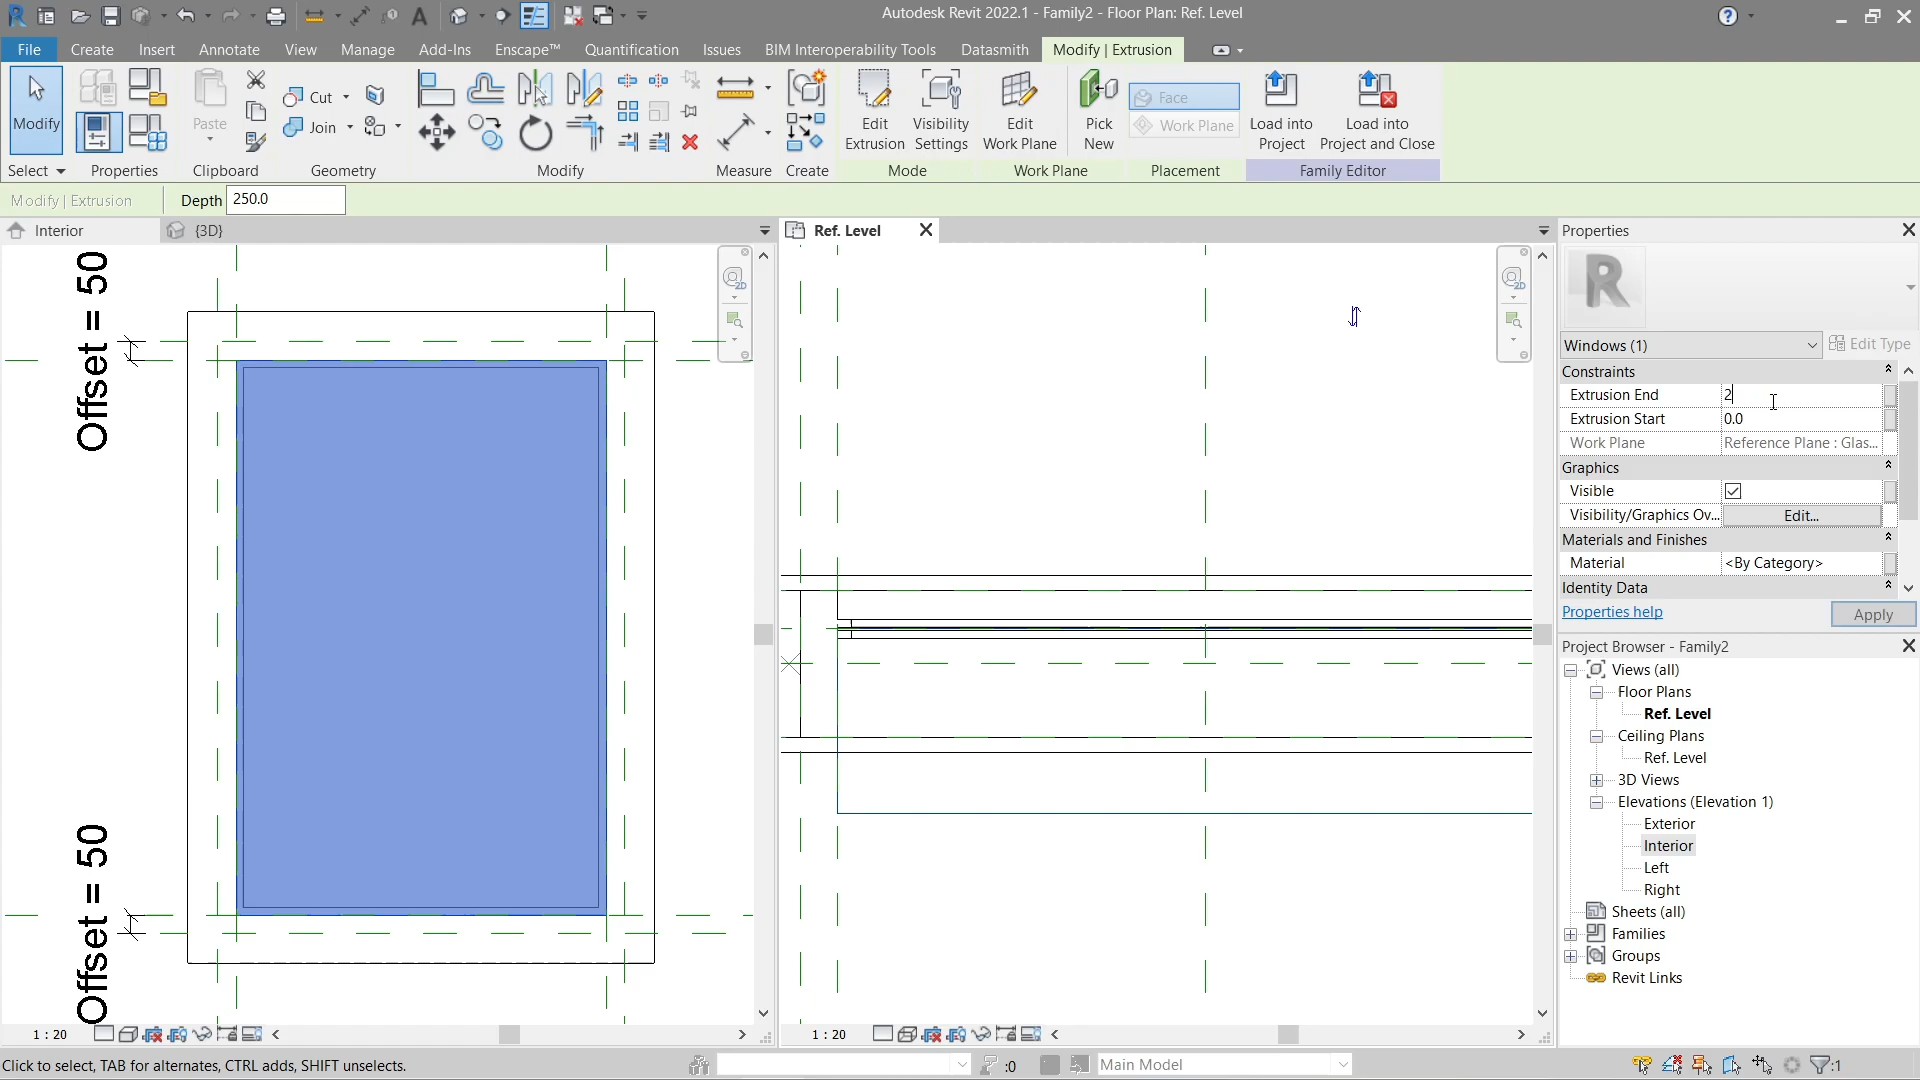 Autodesk Revit 2022.1 - Family2 - Floor Plan: Ref. Level
File Create Insert Annotate View Manage Add-Ins Enscape™ Quantification Issues BIM Interoperability Tools Datasmith Modify | Extrusion
Modify
Paste
Cut
Join
Edit Extrusion
Visibility Settings
Edit Work Plane
Pick New
Face
Work Plane
Load into Project
Load into Project and Close
Select Properties Clipboard Geometry Modify Measure Create Mode Work Plane Placement Family Editor
Modify | Extrusion Depth 250.0
Interior {3D} Ref. Level
Offset = 50
Offset = 50
2D
2D
Properties
R
Windows (1) Edit Type
Constraints
Extrusion End 2
Extrusion Start 0.0
Work Plane Reference Plane : Glas...
Graphics
Visible
Visibility/Graphics Ov... Edit...
Materials and Finishes
Material <By Category>
Identity Data
Properties help Apply
Project Browser - Family2
Views (all)
Floor Plans
Ref. Level
Ceiling Plans
Ref. Level
3D Views
Elevations (Elevation 1)
Exterior
Interior
Left
Right
Sheets (all)
Families
Groups
Revit Links
1 : 20
1 : 20
Click to select, TAB for alternates, CTRL adds, SHIFT unselects. :0 Main Model :1